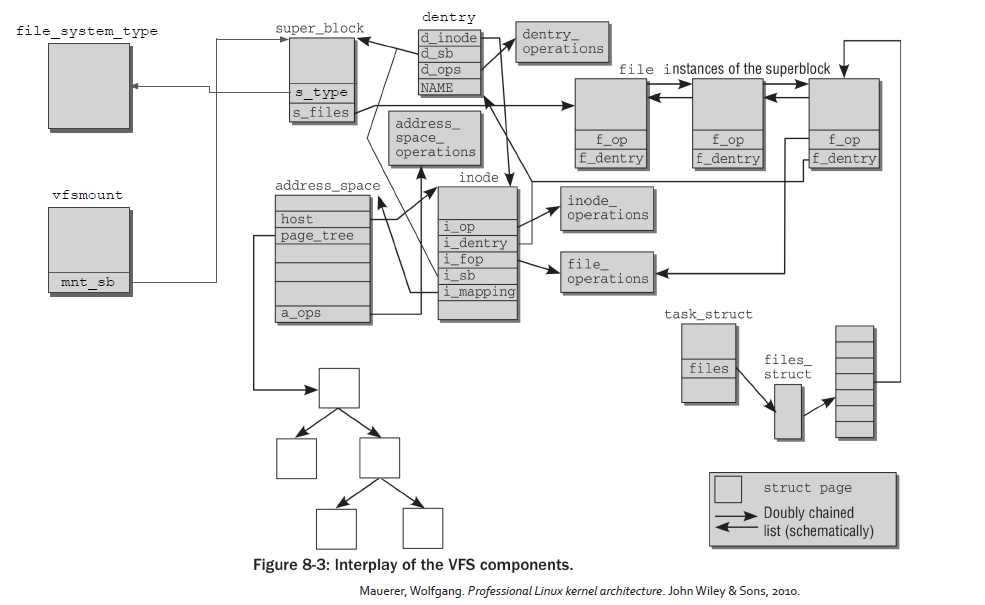 file_system_type
super_block
s_type
s_files
dentry
d_inode
d_sb
d_ops
NAME
dentry_
operations
file instances of the superblock
f_op
f_dentry
f_op
f_dentry
f_op
f_dentry
address_
space_
operations
vfsmount
mnt_sb
address_space
host
page_tree
a_ops
inode
i_op
i_dentry
i_fop
i_sb
i_mapping
inode_
operations
file_
operations
task_struct
files
files_
struct
struct page
Doubly chained
list (schematically)
Figure 8-3: Interplay of the VFS components.
Mauerer, Wolfgang. Professional Linux kernel architecture. John Wiley & Sons, 2010.